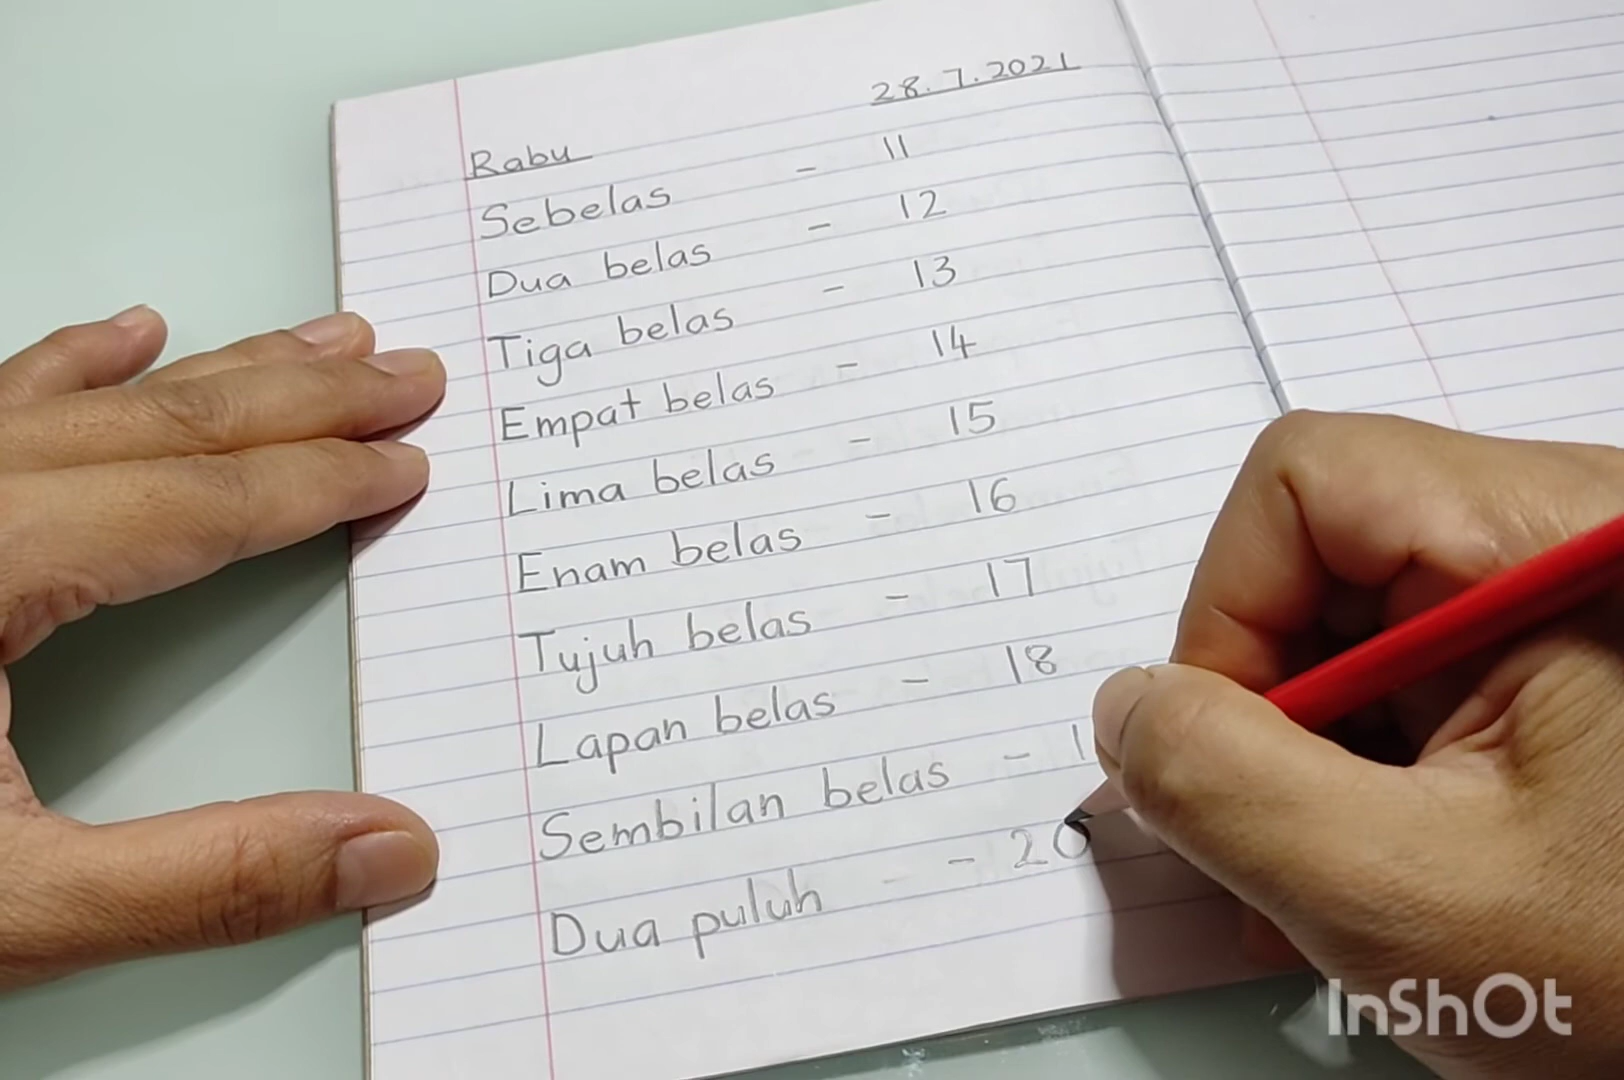 28.7.2021
Rabu
Sebelas - 11
Dua belas - 12
Tiga belas - 13
Empat belas - 14
Lima belas - 15
Enam belas - 16
Tujuh belas - 17
Lapan belas - 18
Sembilan belas - 1
Dua puluh - 20
InShOt